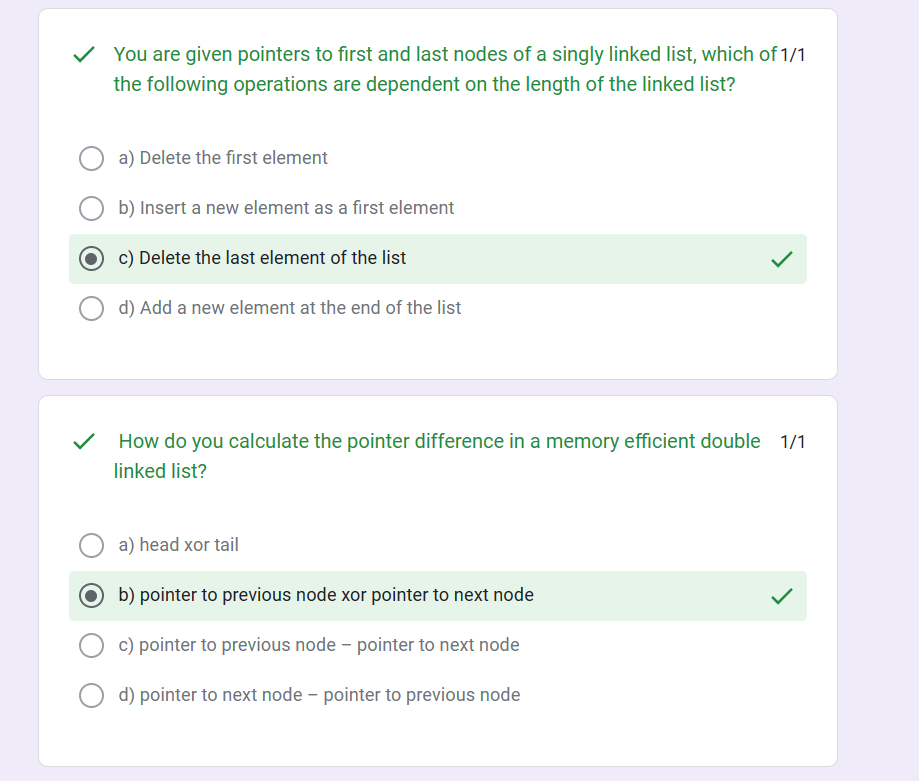 You are given pointers to first and last nodes of a singly linked list, which of 1/1
the following operations are dependent on the length of the linked list?
a) Delete the first element
b) Insert a new element as a first element
c) Delete the last element of the list
d) Add a new element at the end of the list
How do you calculate the pointer difference in a memory efficient double 1/1
linked list?
a) head xor tail
b) pointer to previous node xor pointer to next node
c) pointer to previous node – pointer to next node
d) pointer to next node – pointer to previous node